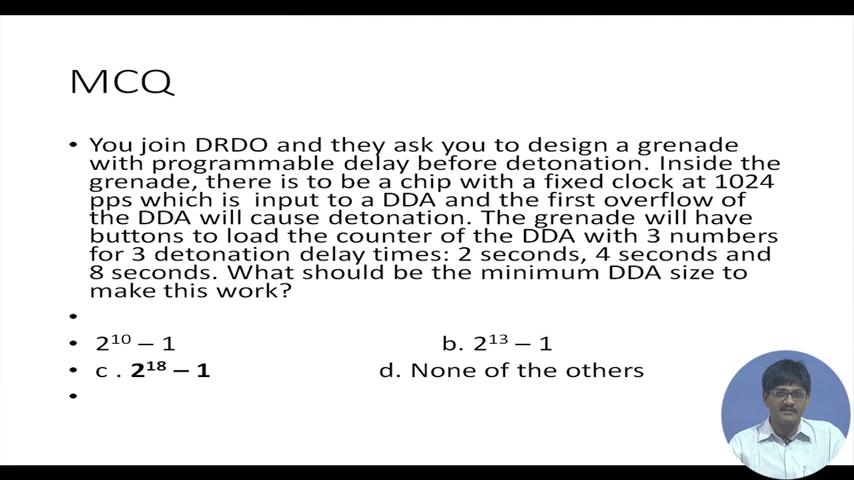 MCQ
• You join DRDO and they ask you to design a grenade
with programmable delay before detonation. Inside the
grenade, there is to be a chip with a fixed clock at 1024
pps which is input to a DDA and the first overflow of
the DDA will cause detonation. The grenade will have
buttons to load the counter of the DDA with 3 numbers
for 3 detonation delay times: 2 seconds, 4 seconds and
8 seconds. What should be the minimum DDA size to
make this work?
•
• 2¹⁰ – 1 b. 2¹³ – 1
• c . 2¹⁸ – 1 d. None of the others
•